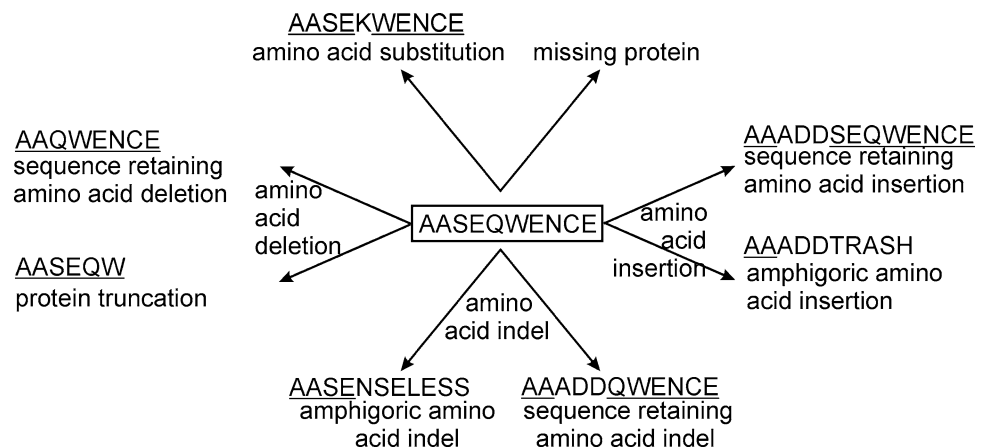 AASEKWENCE
amino acid substitution
missing protein
AAQWENCE
sequence retaining
amino acid deletion
AAADDSEQWENCE
sequence retaining
amino acid insertion
amino
acid
deletion
AASEQWENCE
amino
acid
insertion
AASEQW
protein truncation
AAADDTRASH
amphigoric amino
acid insertion
amino
acid indel
AASENSELESS
amphigoric amino
acid indel
AAADDQWENCE
sequence retaining
amino acid indel